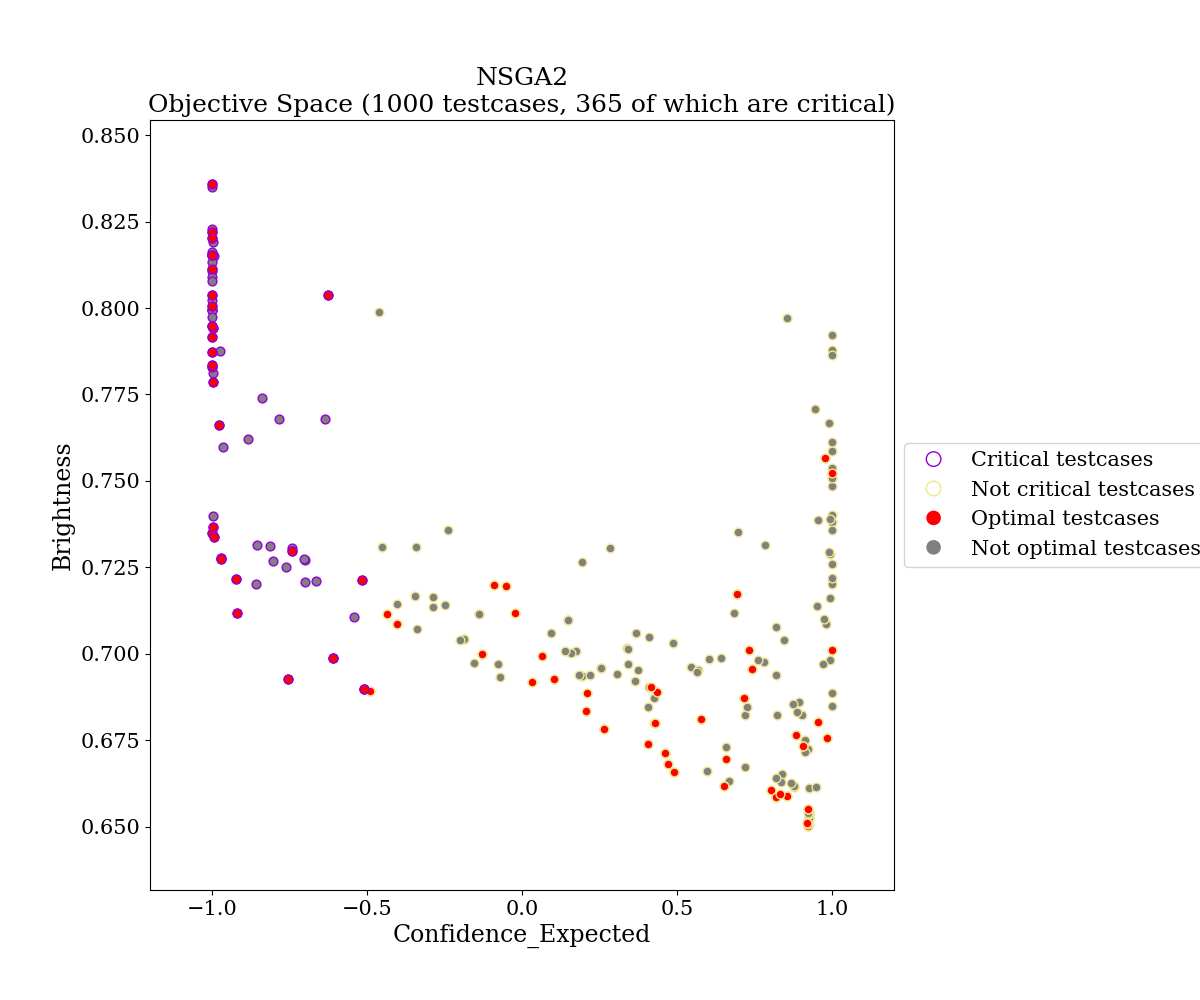 NSGA2
Objective Space (1000 testcases, 365 of which are critical)
0.850
0.825
0.800
0.775
0.750
0.725
0.700
0.675
0.650
Brightness
−1.0
−0.5
0.0
0.5
1.0
Confidence_Expected
Critical testcases
Not critical testcases
Optimal testcases
Not optimal testcases